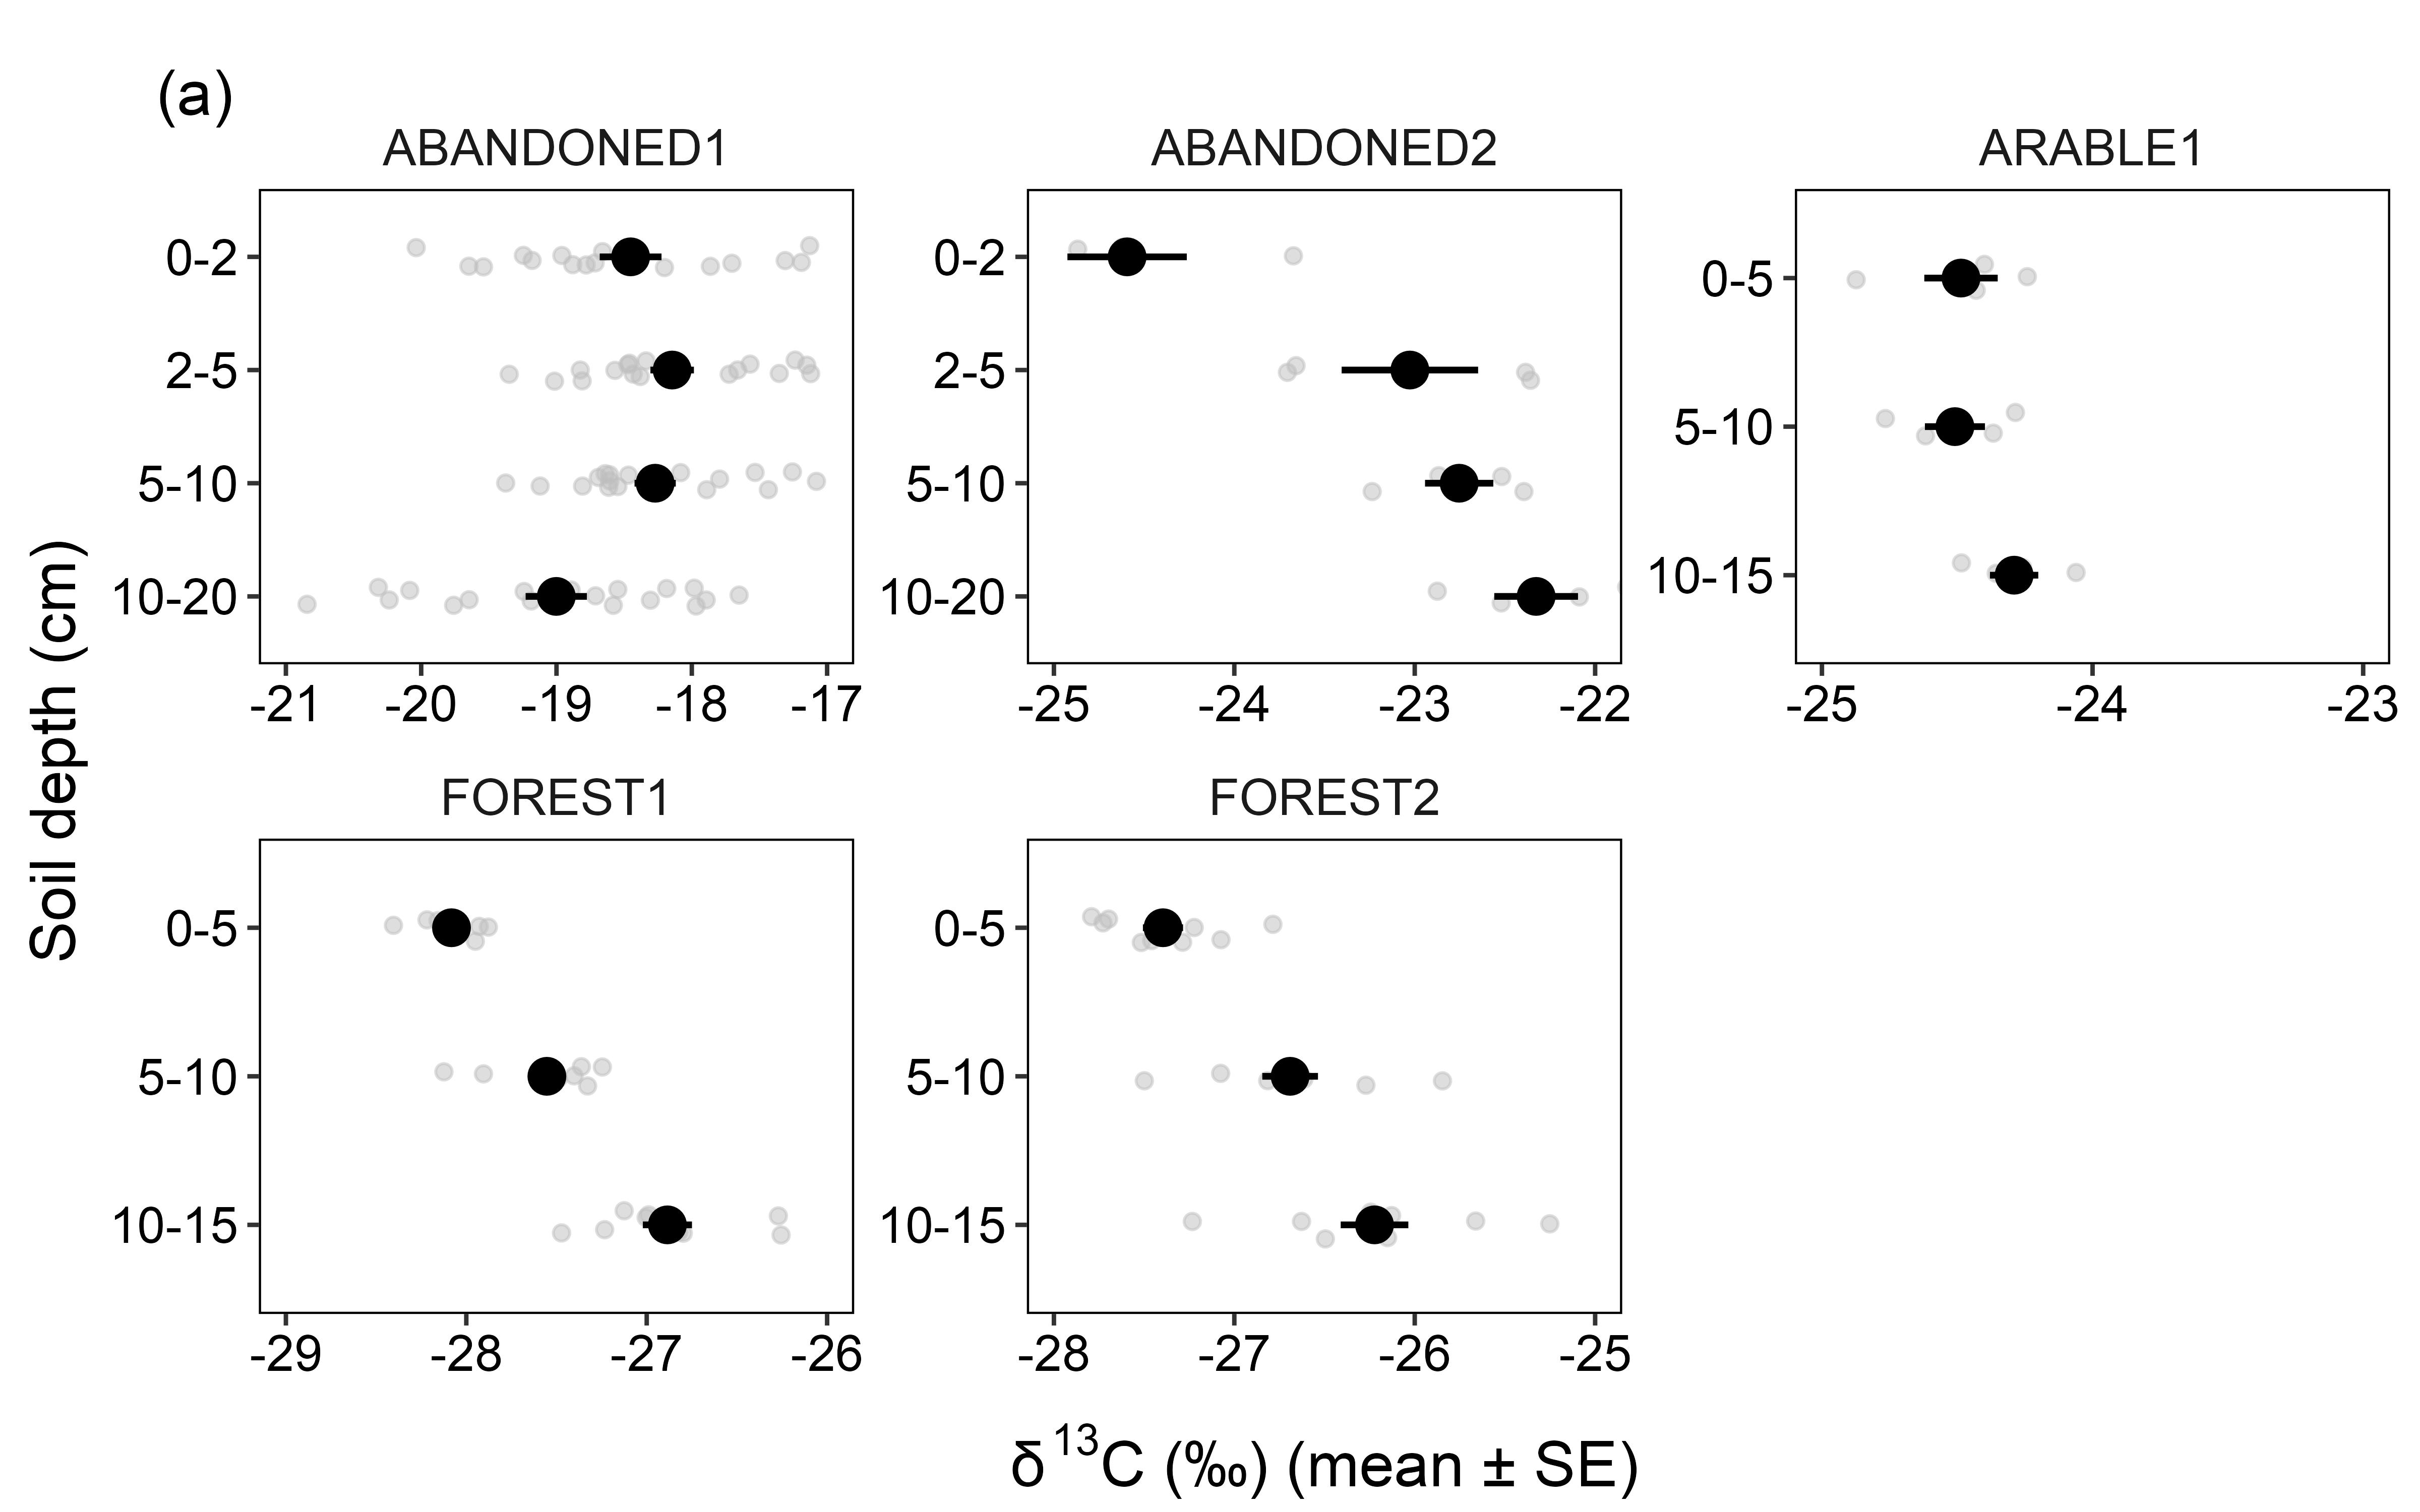 (a)
ABANDONED1
ABANDONED2
ARABLE1
0-2
2-5
5-10
10-20
-21 -20 -19 -18 -17
0-2
2-5
5-10
10-20
-25 -24 -23 -22
0-5
5-10
10-15
-25 -24 -23
Soil depth (cm)
FOREST1
FOREST2
0-5
5-10
10-15
-29 -28 -27 -26
0-5
5-10
10-15
-28 -27 -26 -25
δ ¹³C (‰) (mean ± SE)